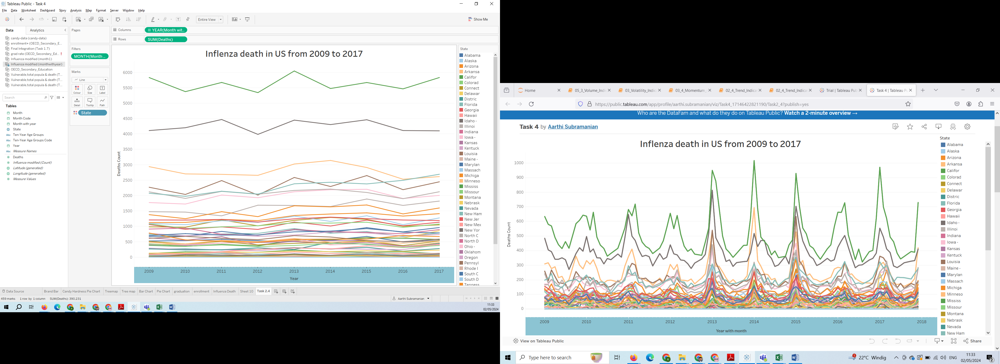 Tableau Public - Task 4
File Data Worksheet Dashboard Story Analysis Map Format Server Window Help
Entire View
Show Me
Data Analytics
candy-data (candy-data)
enrollment+ (OECD_Secondary_E...
Final Integration (Task 1.7)
grad rate (OECD_Secondary_Ed... !
Influenza modified (month1)
Influenza modified (monthwithyear)
OECD_Secondary_Education
Vulnerable,total popula & death (T...
Vulnerable,total popula & death (T...
Vulnerable,total popula & death (T...
Search
Tables
Month
Month Code
Month with year
State
Abc Ten-Year Age Groups
Abc Ten-Year Age Groups Code
Year
Abc Measure Names
Deaths
Influenza modified (Count)
Latitude (generated)
Longitude (generated)
Measure Values
Pages
Filters
MONTH(Month ..
Marks
Line
Colour Size Label
Detail Tooltip Path
State
Columns
YEAR(Month wit..
Rows
SUM(Deaths)
Inflenza death in US from 2009 to 2017
Deaths Count
6000
5500
5000
4500
4000
3500
3000
2500
2000
1500
1000
500
0
2009 2010 2011 2012 2013 2014 2015 2016 2017
Year
State
Alabama
Alaska
Arizona
Arkansa
Califor
Colorad
Connect
Delawar
Distric
Florida
Georgia
Hawaii
Idaho -
Illinoi
Indiana
Iowa -
Kansas
Kentuck
Louisia
Maine -
Marylan
Massach
Michiga
Minneso
Mississ
Missour
Montana
Nebrask
Nevada
New Ham
New Jer
New Mex
New Yor
North C
North D
Ohio -
Oklahom
Oregon
Pennsyl
Rhode I
South C
South D
Tenness
Data Source Brand Bar Candy Hardness Pie Chart Treemap Tree map Bar Chart Pie Chart graduation enrollment Influenza Death Sheet 10 Task 2.4
459 marks 1 row by 1 column SUM(Deaths): 390,231
Aarthi Subramanian
11:33
02/05/2024
Home 05_3_Volume_Indi 03_Volatility_Indica 03_4_Momentum_ 02_4_Trend_Indica 02_4_Trend_Indica Trial | Tableau Pub Task 4 | Tableau Pu
https://public.tableau.com/app/profile/aarthi.subramanian/viz/Task4_17146422821190/Task2_4?publish=yes
Who are the DataFam and what do they do on Tableau Public? Watch a 2-minute overview →
Task 4 by Aarthi Subramanian
Inflenza death in US from 2009 to 2017
Deaths Count
1000
900
800
700
600
500
400
300
200
100
0
2009 2010 2011 2012 2013 2014 2015 2016 2017 2018
Year with month
State
Alabama
Alaska
Arizona
Arkansa
Califor
Colorad
Connect
Delawar
Distric
Florida
Georgia
Hawaii
Idaho -
Illinoi
Indiana
Iowa -
Kansas
Kentuck
Louisia
Maine -
Marylan
Massach
Michiga
Minneso
Mississ
Missour
Montana
Nebrask
Nevada
New Ham
View on Tableau Public
Share
Type here to search
22°C Windig
ENG
11:33
02/05/2024